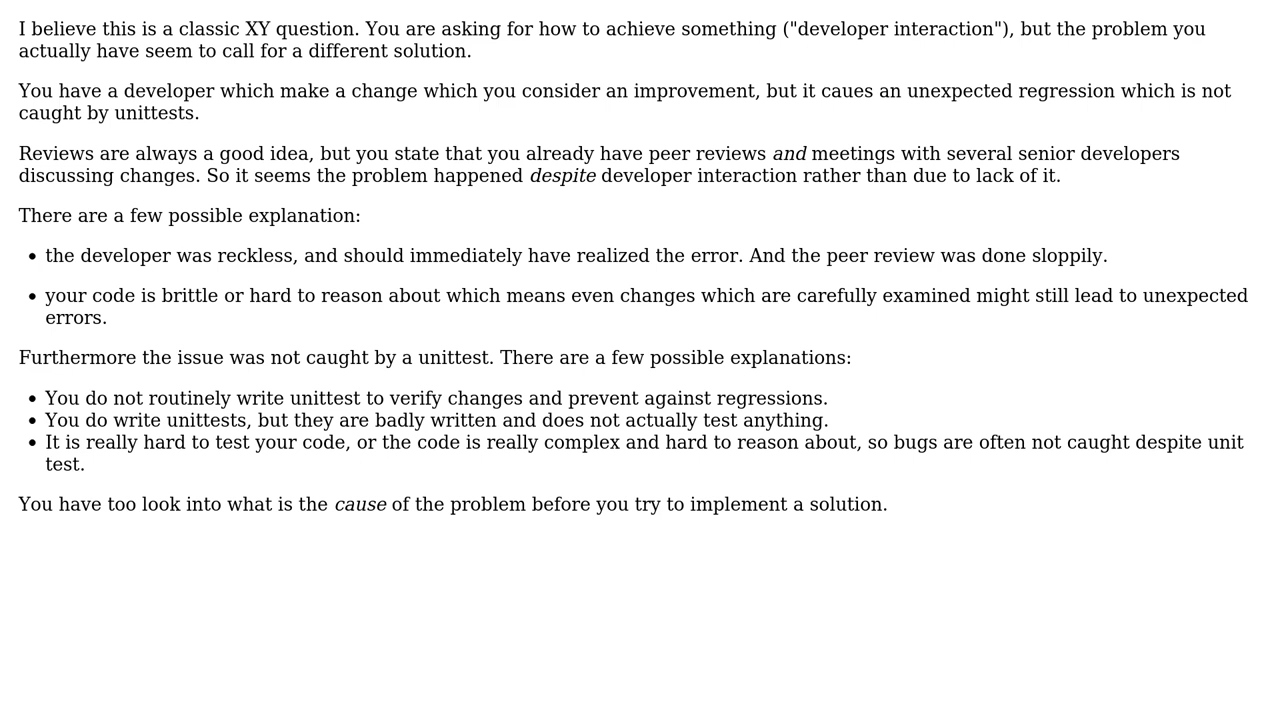 I believe this is a classic XY question. You are asking for how to achieve something ("developer interaction"), but the problem you
actually have seem to call for a different solution.
You have a developer which make a change which you consider an improvement, but it caues an unexpected regression which is not
caught by unittests.
Reviews are always a good idea, but you state that you already have peer reviews and meetings with several senior developers
discussing changes. So it seems the problem happened despite developer interaction rather than due to lack of it.
There are a few possible explanation:
• the developer was reckless, and should immediately have realized the error. And the peer review was done sloppily.
• your code is brittle or hard to reason about which means even changes which are carefully examined might still lead to unexpected
errors.
Furthermore the issue was not caught by a unittest. There are a few possible explanations:
• You do not routinely write unittest to verify changes and prevent against regressions.
• You do write unittests, but they are badly written and does not actually test anything.
• It is really hard to test your code, or the code is really complex and hard to reason about, so bugs are often not caught despite unit
test.
You have too look into what is the cause of the problem before you try to implement a solution.